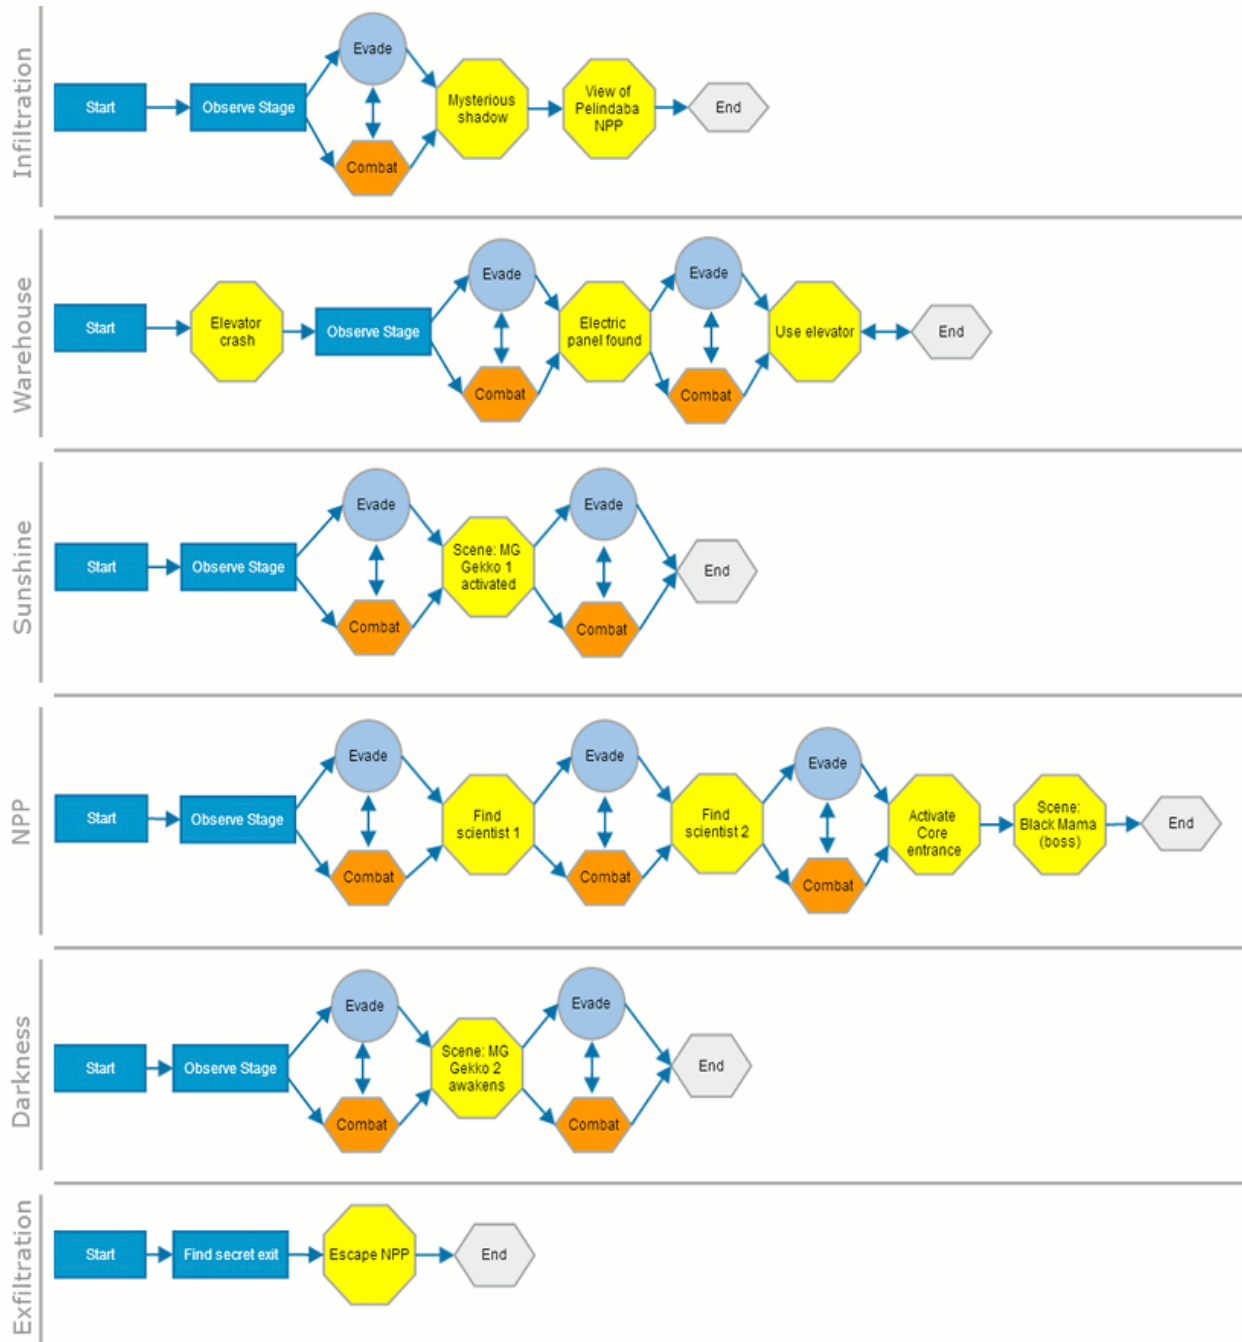 Infiltration
Start
Observe Stage
Evade
Combat
Mysterious
shadow
View of
Pelindaba
NPP
End
Warehouse
Start
Elevator
crash
Observe Stage
Evade
Combat
Electric
panel found
Evade
Combat
Use elevator
End
Sunshine
Start
Observe Stage
Evade
Combat
Scene: MG
Gekko 1
activated
Evade
Combat
End
NPP
Start
Observe Stage
Evade
Combat
Find
scientist 1
Evade
Combat
Find
scientist 2
Evade
Combat
Activate
Core
entrance
Scene:
Black Mama
(boss)
End
Darkness
Start
Observe Stage
Evade
Combat
Scene: MG
Gekko 2
awakens
Evade
Combat
End
Exfiltration
Start
Find secret exit
Escape NPP
End